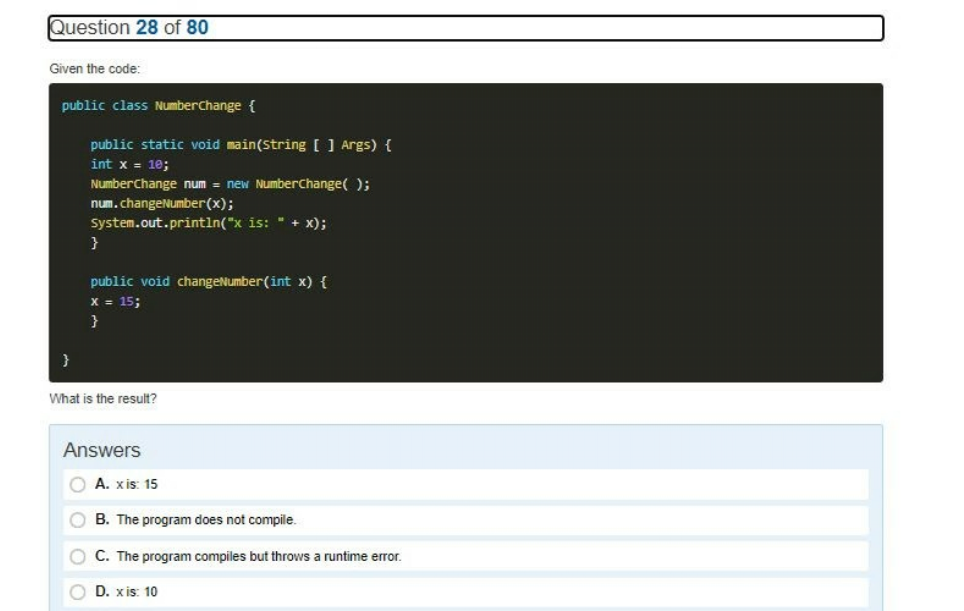 Question 28 of 80
Given the code:
public class NumberChange {
public static void main(String [ ] Args) {
int x = 10;
NumberChange num = new NumberChange( );
num.changeNumber(x);
System.out.println("x is: " + x);
}
public void changeNumber(int x) {
x = 15;
}
}
What is the result?
Answers
A. x is: 15
B. The program does not compile.
C. The program compiles but throws a runtime error.
D. x is: 10